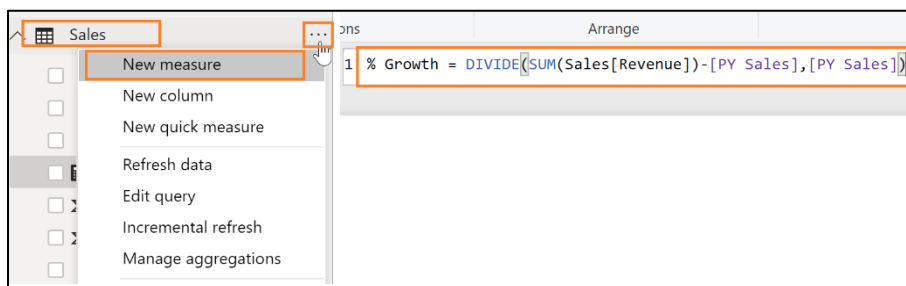 Sales
...
New measure
New column
New quick measure
Refresh data
Edit query
Incremental refresh
Manage aggregations
ons
Arrange
1 % Growth = DIVIDE(SUM(Sales[Revenue])-[PY Sales],[PY Sales])